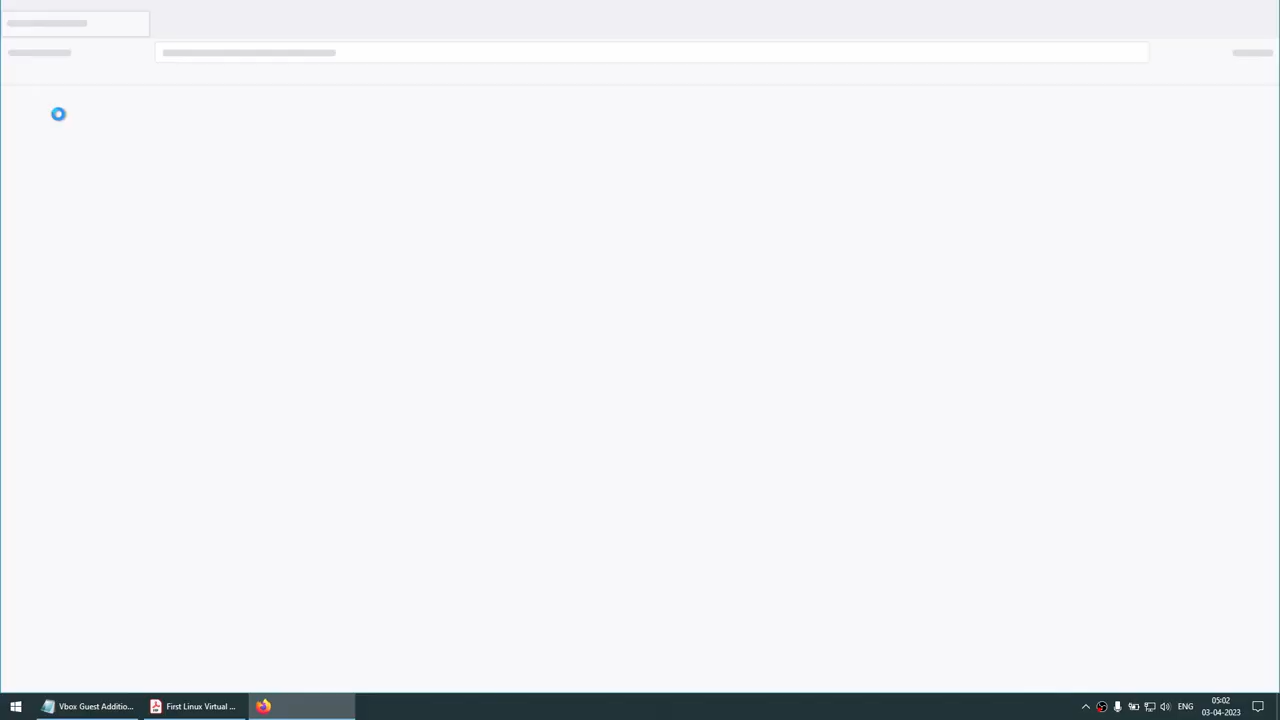 Vbox Guest Additio...
First Linux Virtual ...
ENG
05:02
03-04-2023